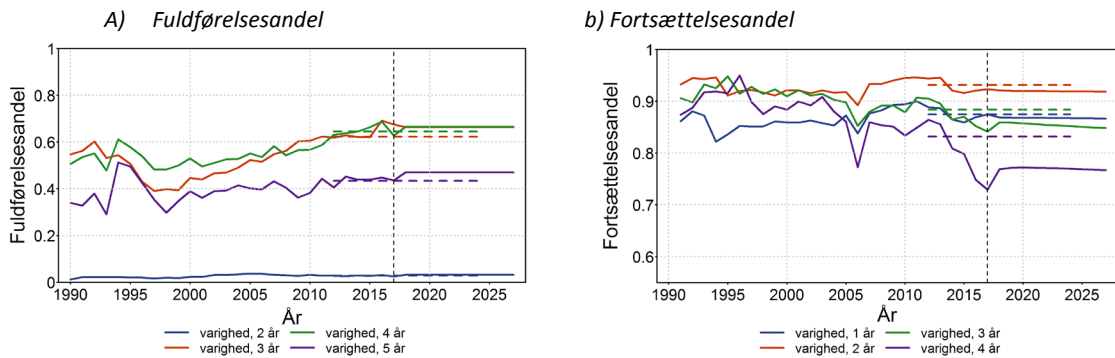 A) Fuldførelsesandel
Fuldførelsesandel
1
0.8
0.6
0.4
0.2
0
1990 1995 2000 2005 2010 2015 2020 2025
År
varighed, 2 år
varighed, 4 år
varighed, 3 år
varighed, 5 år
b) Fortsættelsesandel
Fortsættelsesandel
1
0.9
0.8
0.7
0.6
1990 1995 2000 2005 2010 2015 2020 2025
År
varighed, 1 år
varighed, 3 år
varighed, 2 år
varighed, 4 år